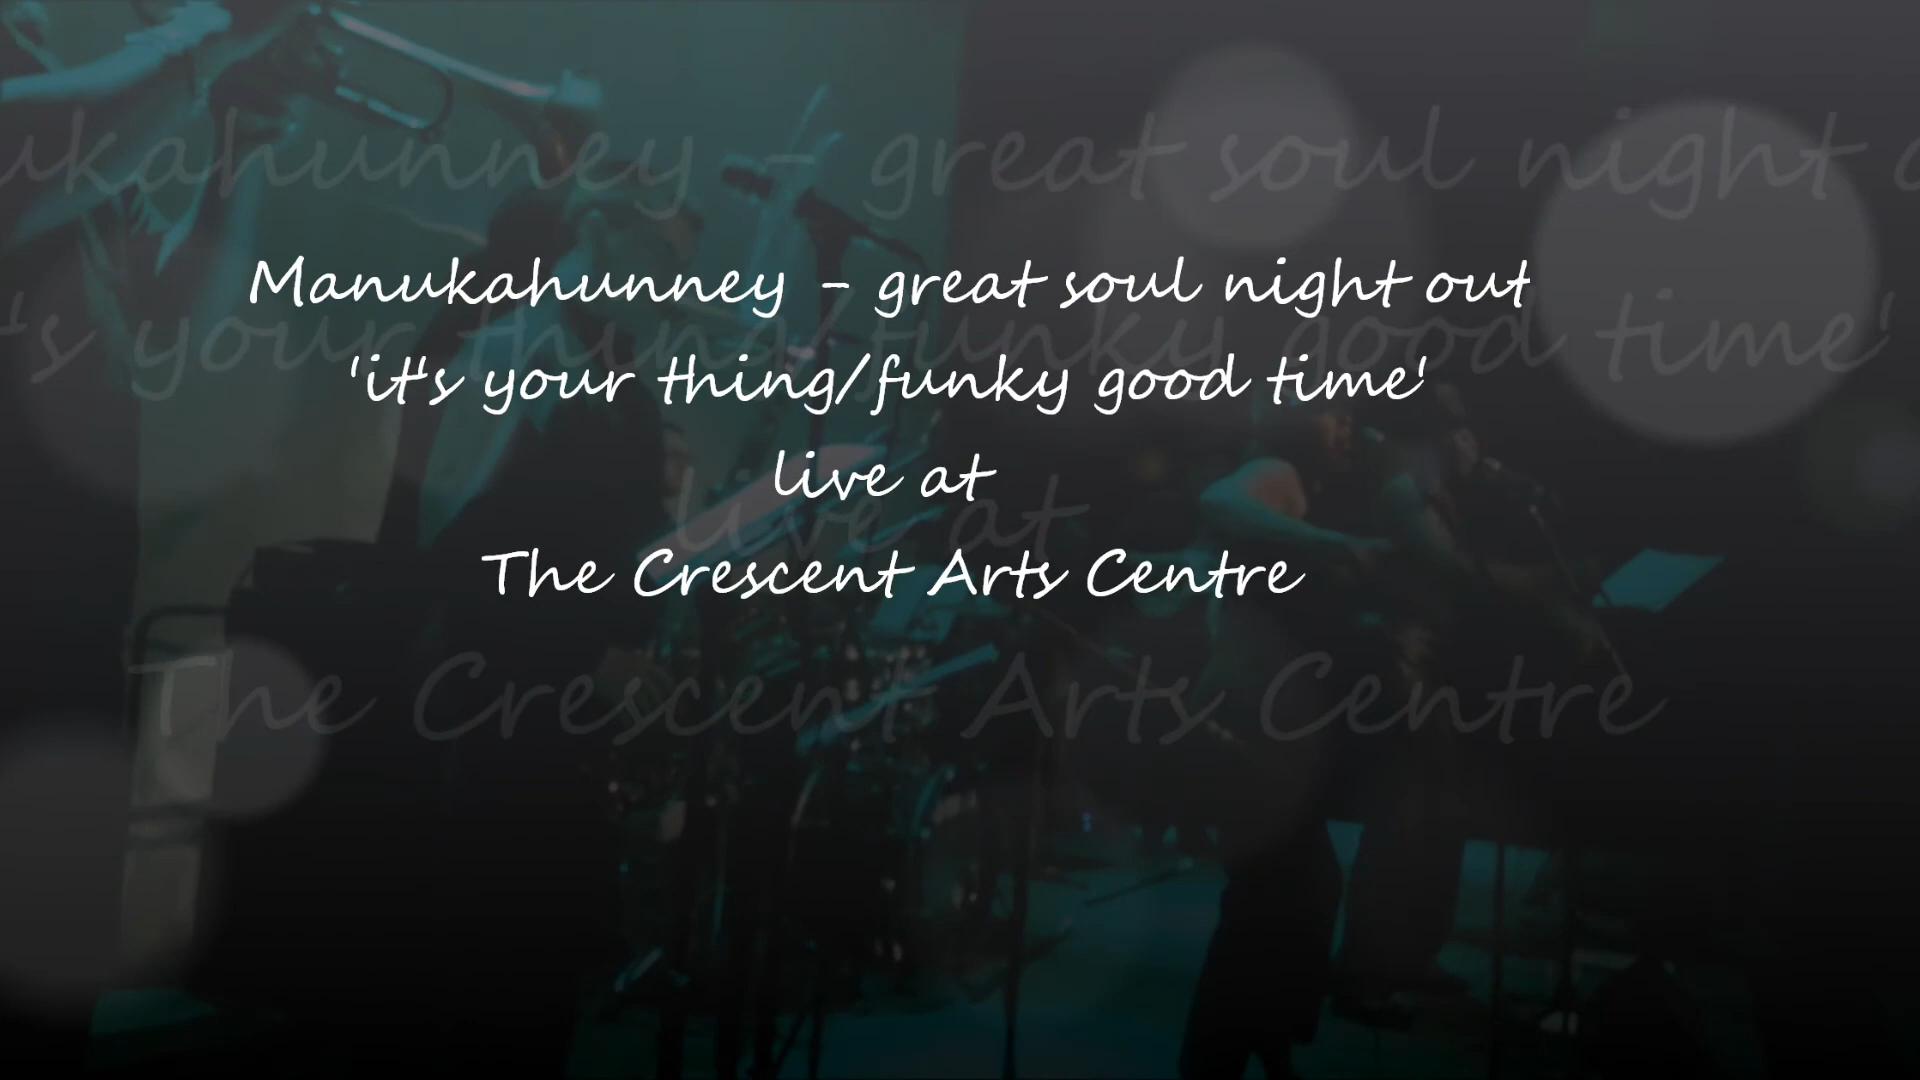 Manukahunney - great soul night out
'it's your thing/funky good time'
live at
The Crescent Arts Centre